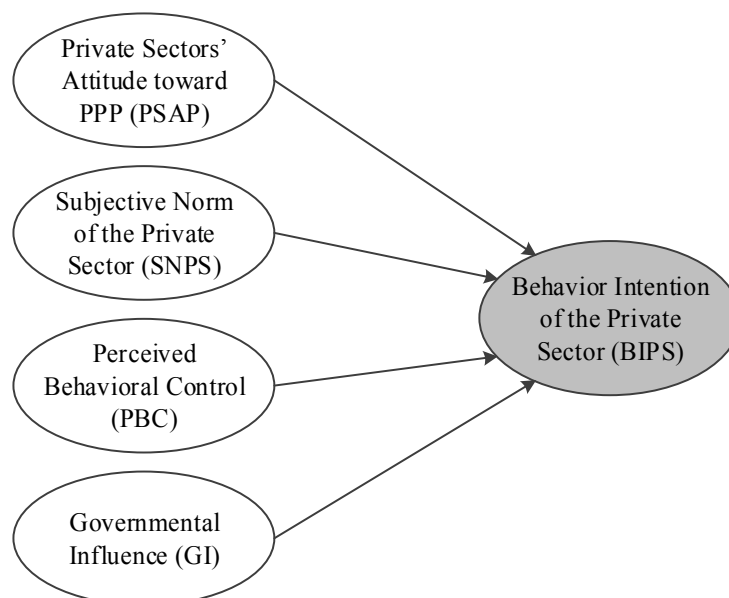 Private Sectors’
Attitude toward
PPP (PSAP)
Subjective Norm
of the Private
Sector (SNPS)
Behavior Intention
of the Private
Sector (BIPS)
Perceived
Behavioral Control
(PBC)
Governmental
Influence (GI)